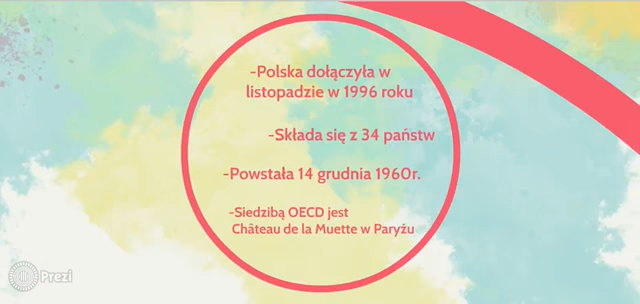 -Polska dołączyła w
listopadzie w 1996 roku
-Składa się z 34 państw
-Powstała 14 grudnia 1960r.
-Siedzibą OECD jest
Château de la Muette w Paryżu
Prezi